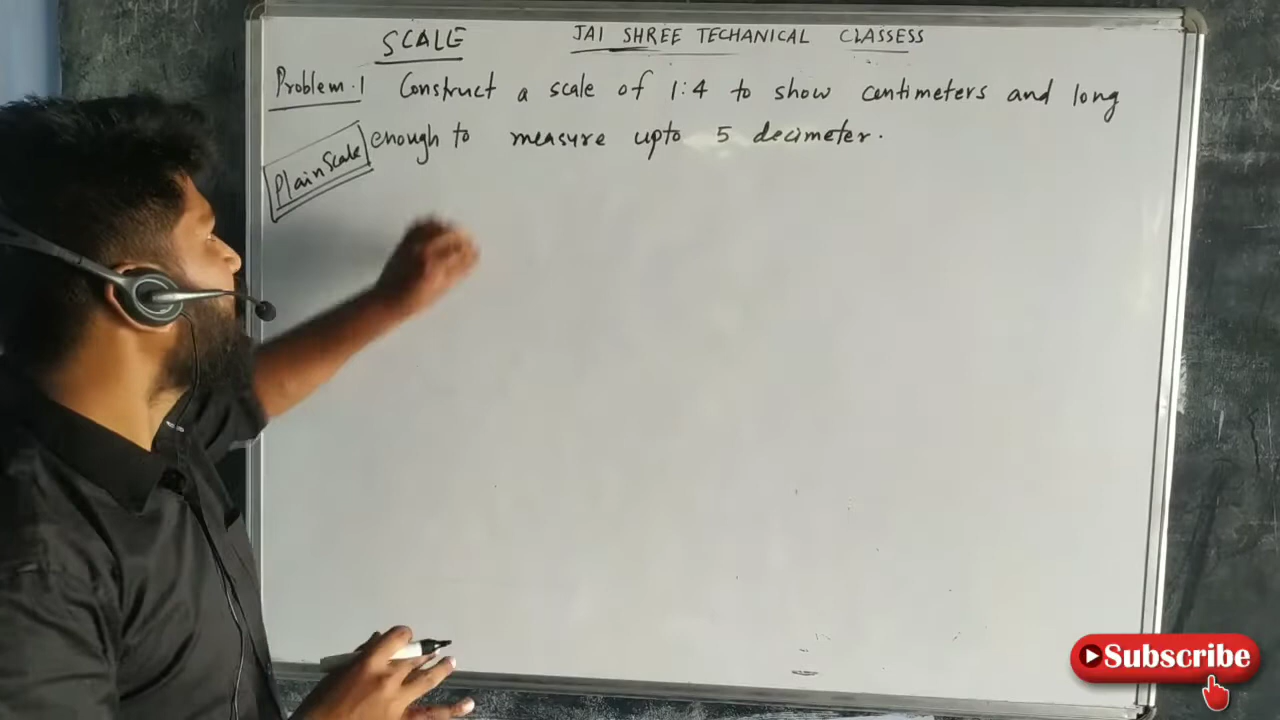 SCALE JAI SHREE TECHANICAL CLASSESS
Problem.1 Construct a scale of 1:4 to show centimeters and long
enough to measure upto 5 decimeter.
Plain Scale
Subscribe